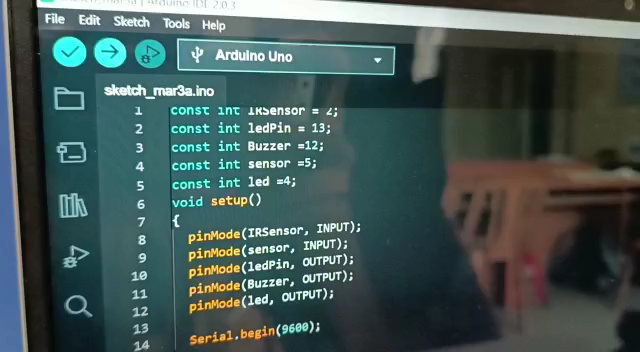 Arduino IDE 2.0.3
File Edit Sketch Tools Help
Arduino Uno
sketch_mar3a.ino
1 const int IRSensor = 2;
2 const int ledPin = 13;
3 const int Buzzer =12;
4 const int sensor =5;
5 const int led =4;
6 void setup()
7 {
8 pinMode(IRSensor, INPUT);
9 pinMode(sensor, INPUT);
10 pinMode(ledPin, OUTPUT);
11 pinMode(Buzzer, OUTPUT);
12 pinMode(led, OUTPUT);
13
14 Serial.begin(9600);